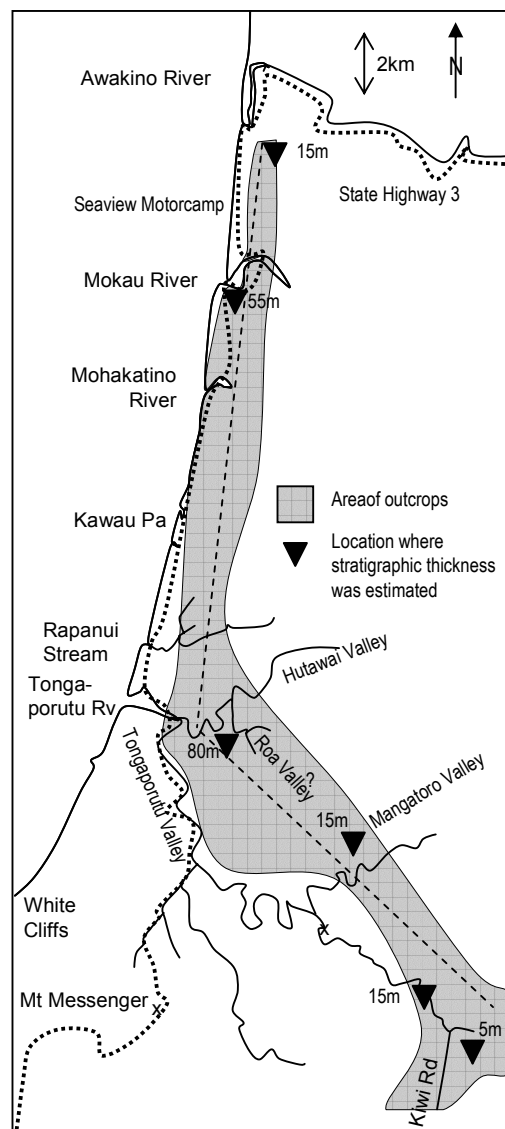 Awakino River
2km
N
15m
State Highway 3
Seaview Motorcamp
Mokau River
55m
Mohakatino
River
Kawau Pa
Areaof outcrops
Location where
stratigraphic thickness
was estimated
Rapanui
Stream
Hutawai Valley
Tonga-
porutu Rv
80m
Roa Valley
?
Tongaporutu Valley
Mangatoro Valley
15m
White
Cliffs
x
Mt Messenger
x
15m
5m
Kiwi Rd